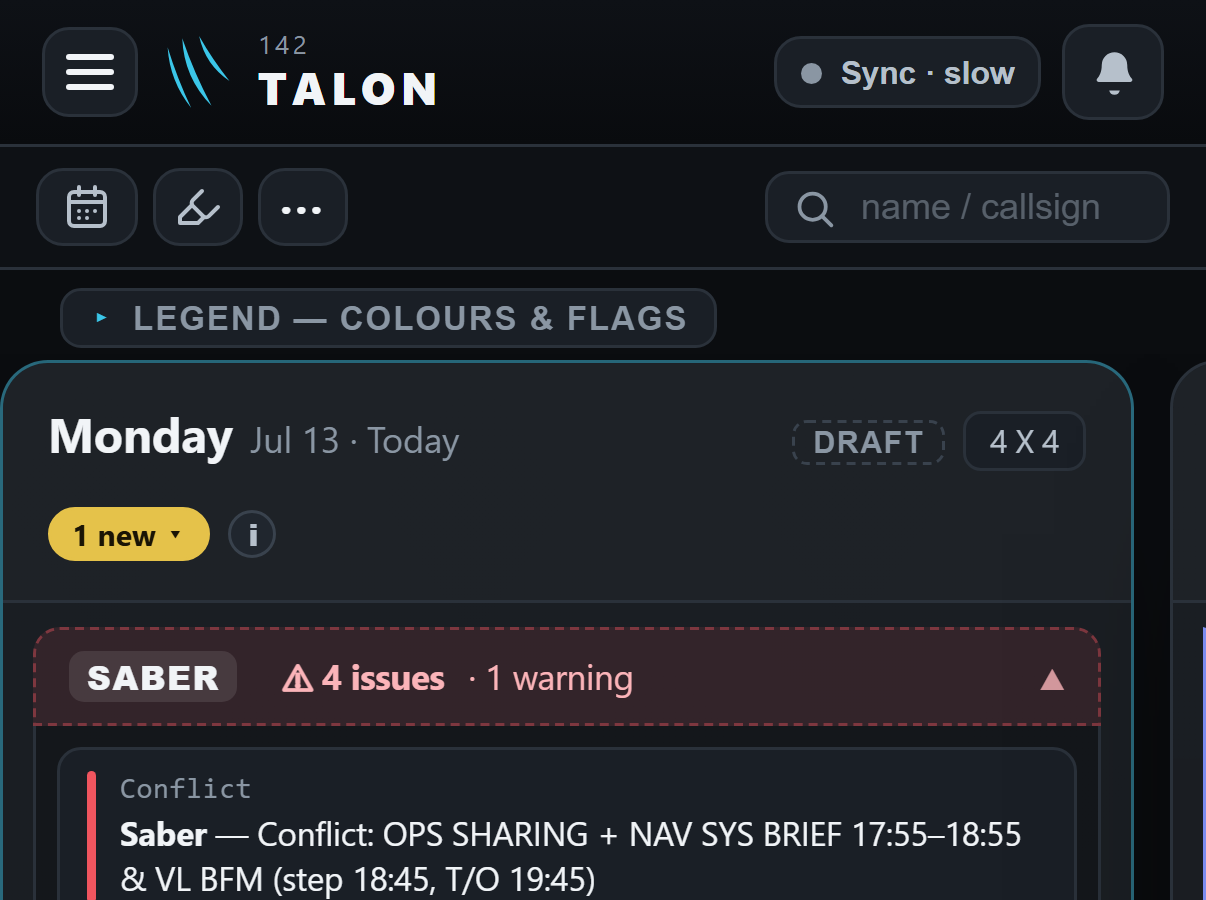 142
TALON
Sync · slow
name / callsign
LEGEND — COLOURS & FLAGS
Monday Jul 13 · Today
DRAFT
4 X 4
1 new
i
SABER
4 issues · 1 warning
Conflict
Saber — Conflict: OPS SHARING + NAV SYS BRIEF 17:55–18:55
& VL BFM (step 18:45, T/O 19:45)